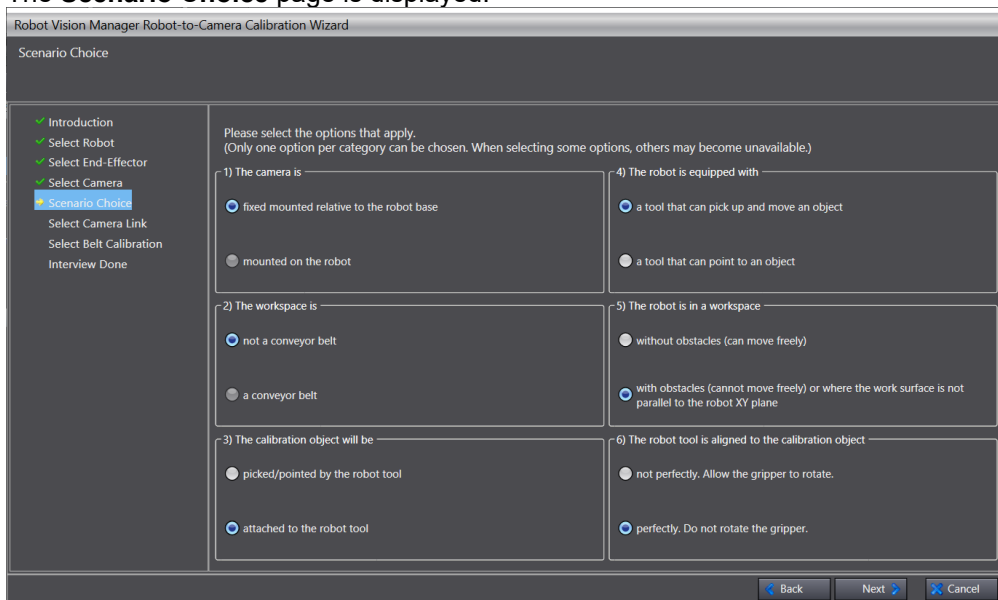 The Scenario Choice page is displayed.
Robot Vision Manager Robot-to-Camera Calibration Wizard
Scenario Choice
Introduction
Select Robot
Select End-Effector
Select Camera
Scenario Choice
Select Camera Link
Select Belt Calibration
Interview Done
Please select the options that apply.
(Only one option per category can be chosen. When selecting some options, others may become unavailable.)
1) The camera is
fixed mounted relative to the robot base
mounted on the robot
2) The workspace is
not a conveyor belt
a conveyor belt
3) The calibration object will be
picked/pointed by the robot tool
attached to the robot tool
4) The robot is equipped with
a tool that can pick up and move an object
a tool that can point to an object
5) The robot is in a workspace
without obstacles (can move freely)
with obstacles (cannot move freely) or where the work surface is not
parallel to the robot XY plane
6) The robot tool is aligned to the calibration object
not perfectly. Allow the gripper to rotate.
perfectly. Do not rotate the gripper.
Back
Next
Cancel